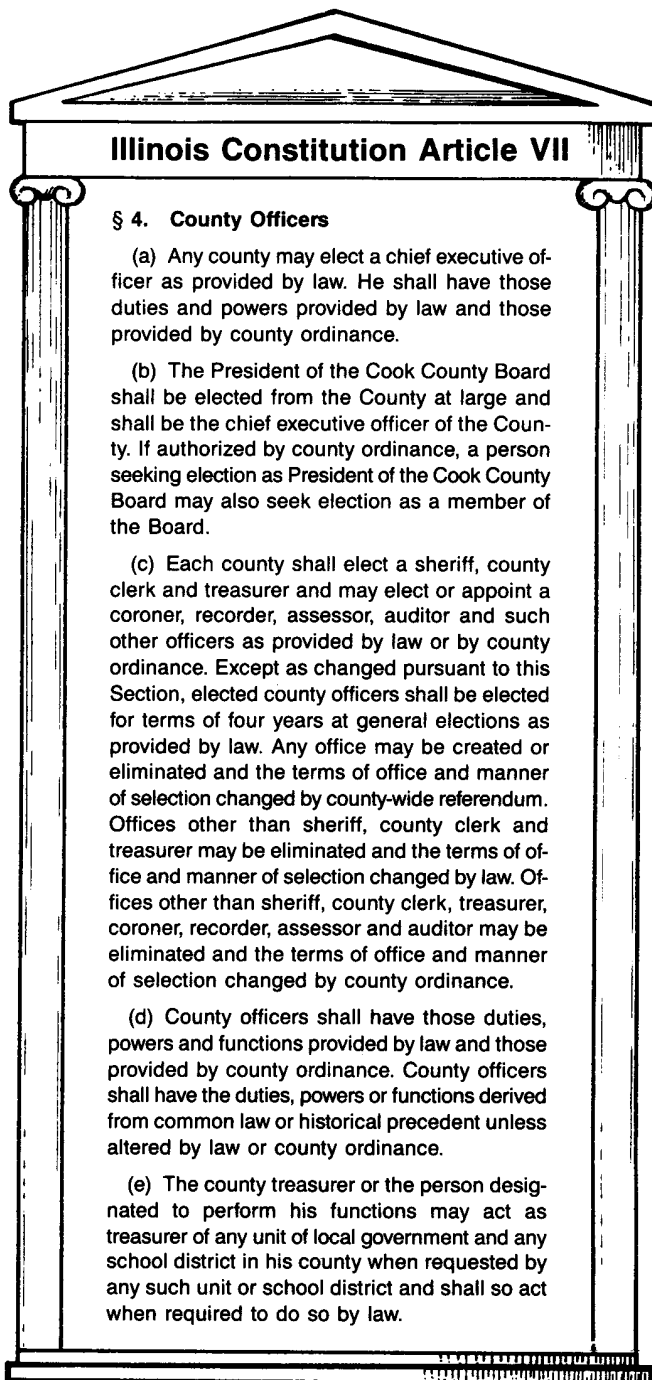 Illinois Constitution Article VII
§ 4. County Officers
(a) Any county may elect a chief executive of-
ficer as provided by law. He shall have those
duties and powers provided by law and those
provided by county ordinance.
(b) The President of the Cook County Board
shall be elected from the County at large and
shall be the chief executive officer of the Coun-
ty. If authorized by county ordinance, a person
seeking election as President of the Cook County
Board may also seek election as a member of
the Board.
(c) Each county shall elect a sheriff, county
clerk and treasurer and may elect or appoint a
coroner, recorder, assessor, auditor and such
other officers as provided by law or by county
ordinance. Except as changed pursuant to this
Section, elected county officers shall be elected
for terms of four years at general elections as
provided by law. Any office may be created or
eliminated and the terms of office and manner
of selection changed by county-wide referendum.
Offices other than sheriff, county clerk and
treasurer may be eliminated and the terms of of-
fice and manner of selection changed by law. Of-
fices other than sheriff, county clerk, treasurer,
coroner, recorder, assessor and auditor may be
eliminated and the terms of office and manner
of selection changed by county ordinance.
(d) County officers shall have those duties,
powers and functions provided by law and those
provided by county ordinance. County officers
shall have the duties, powers or functions derived
from common law or historical precedent unless
altered by law or county ordinance.
(e) The county treasurer or the person desig-
nated to perform his functions may act as
treasurer of any unit of local government and any
school district in his county when requested by
any such unit or school district and shall so act
when required to do so by law.